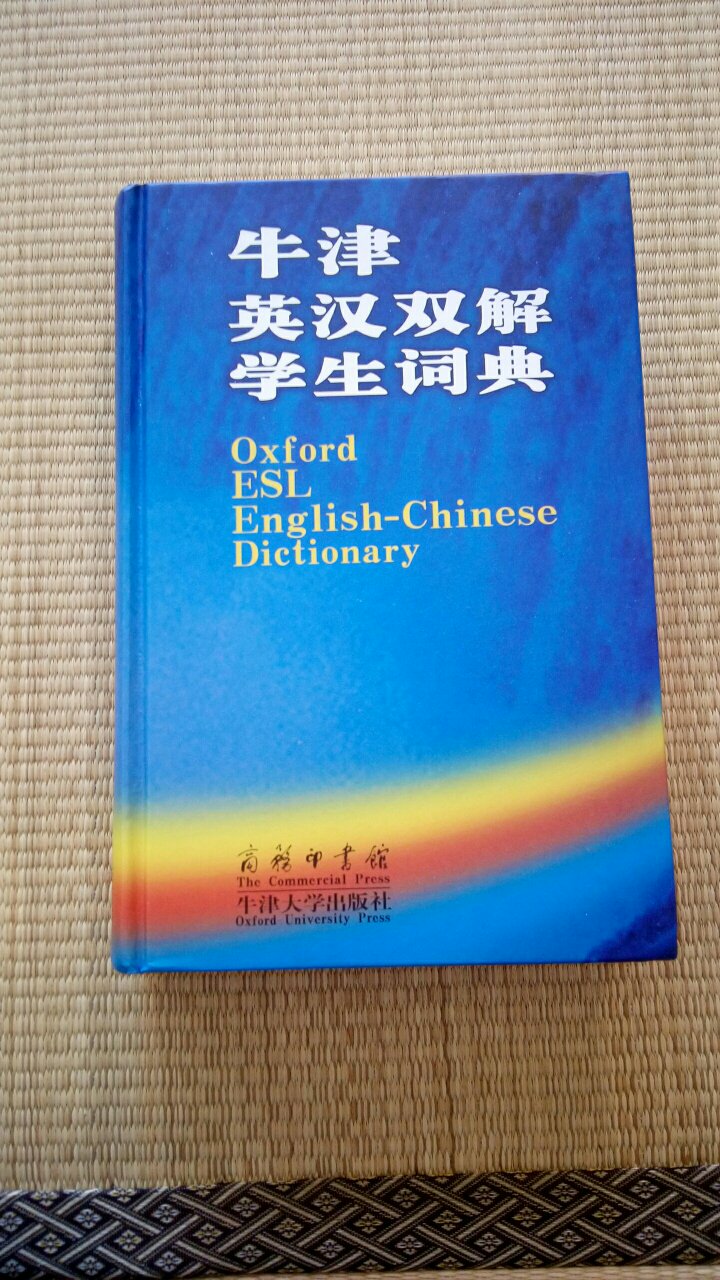 牛津
英汉双解
学生词典
Oxford
ESL
English-Chinese
Dictionary
商務印書館
The Commercial Press
牛津大学出版社
Oxford University Press